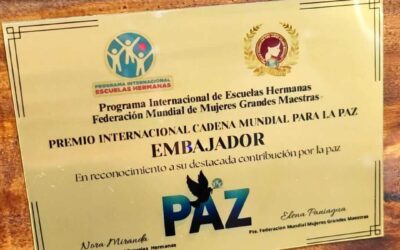 PROGRAMA INTERNACIONAL
ESCUELAS HERMANAS
Programa Internacional de Escuelas Hermanas
Federación Mundial de Mujeres Grandes Maestras
PREMIO INTERNACIONAL CADENA MUNDIAL PARA LA PAZ
EMBAJADOR
En reconocimiento a su destacada contribución por la paz
PAZ
Nora Miranda
Elena Paniagua
Escuelas Hermanas
Pte. Federación Mundial Mujeres Grandes Maestras